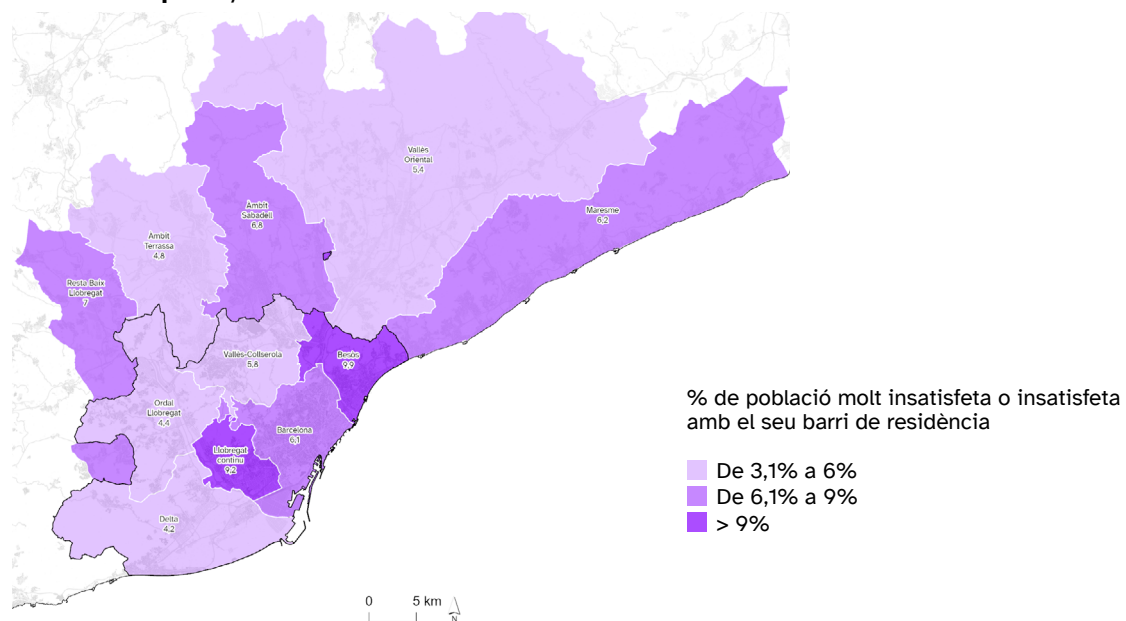 Vallès
Oriental
5,4
Àmbit
Sabadell
6,8
Maresme
6,2
Àmbit
Terrassa
4,8
Resta Baix
Llobregat
7
Vallès-Collserola
5,8
Besòs
9,9
Ordal
Llobregat
4,4
Barcelona
6,1
Llobregat
continu
9,2
Delta
4,2
% de població molt insatisfeta o insatisfeta
amb el seu barri de residència
De 3,1% a 6%
De 6,1% a 9%
> 9%
0 5 km
N